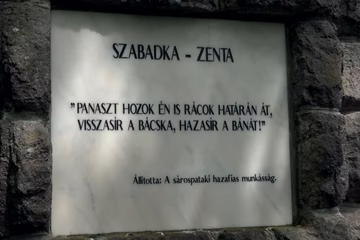 SZABADKA - ZENTA
"PANASZT HOZOK ÉN IS RÁCOK HATÁRÁN ÁT,
VISSZASÍR A BÁCSKA, HAZASÍR A BÁNÁT!"
Állította: A sárospataki hazafias munkásság.